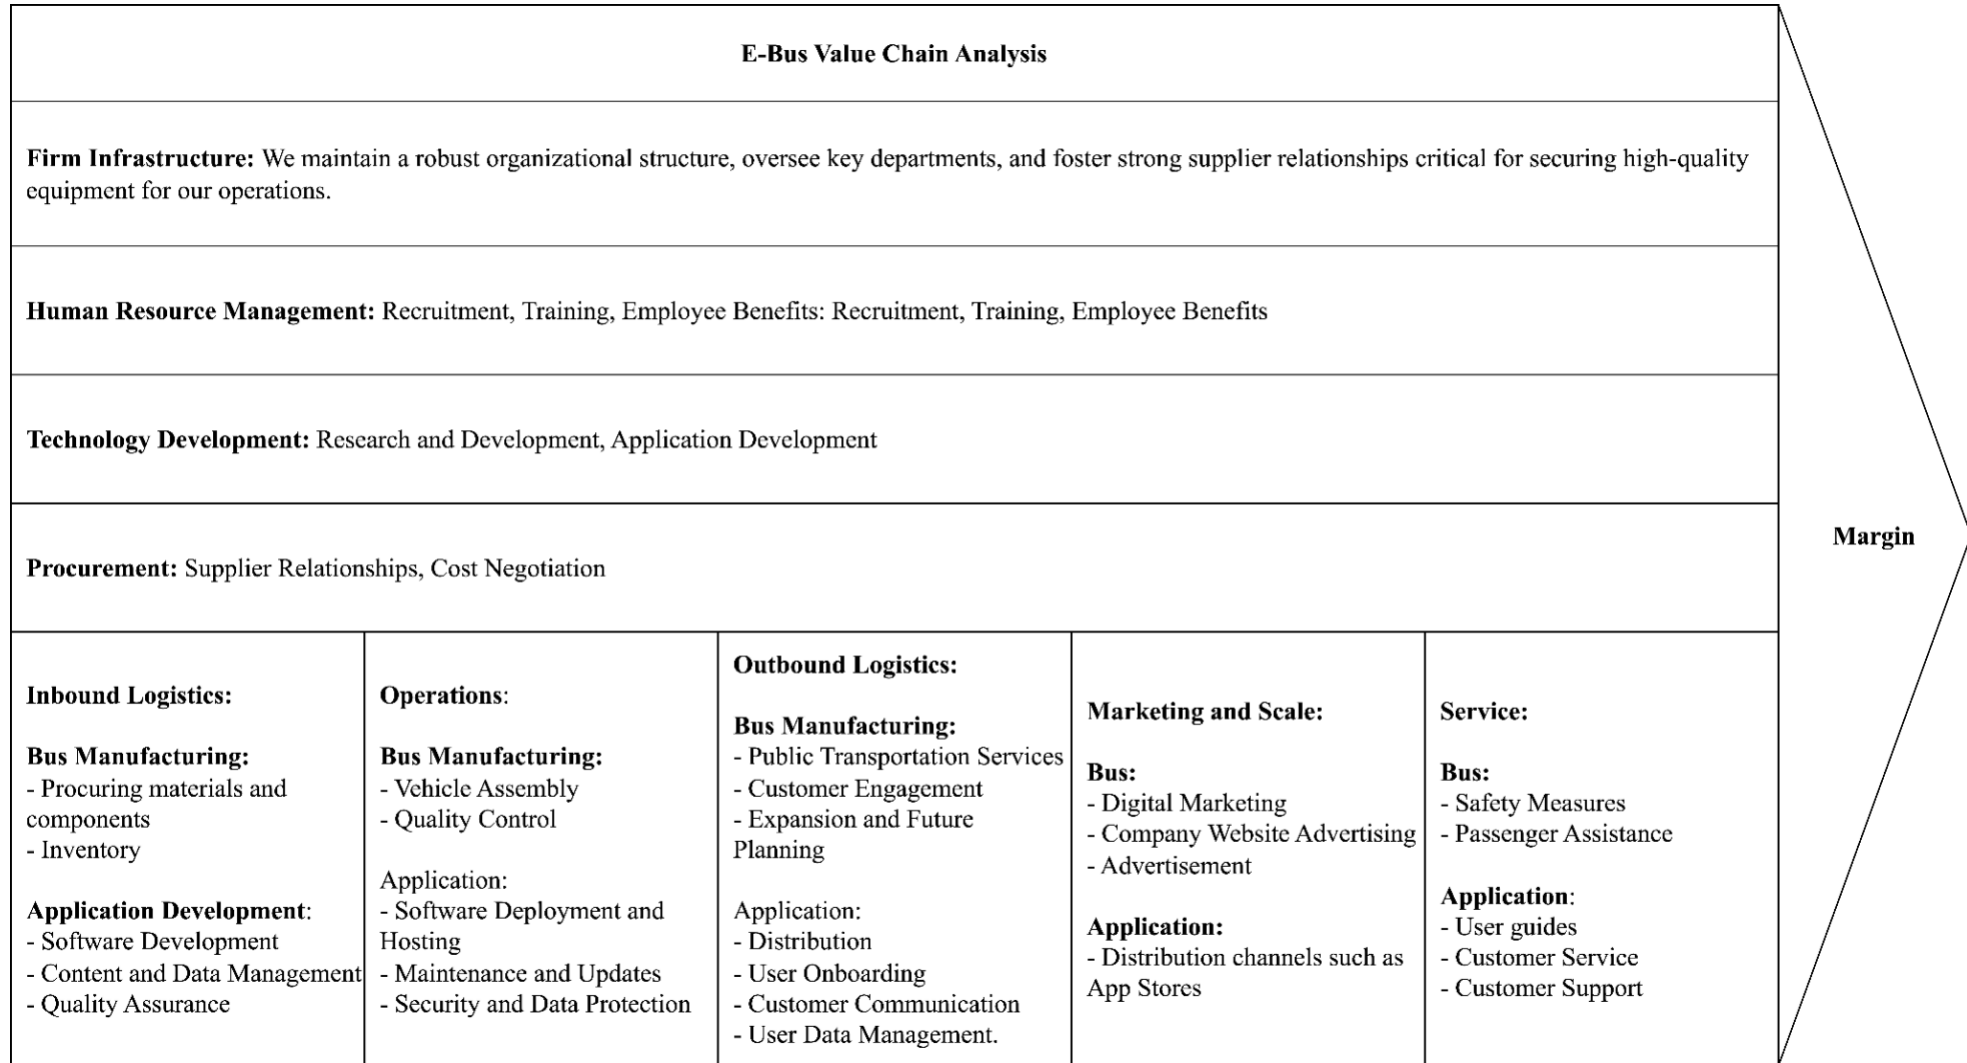 E-Bus Value Chain Analysis
Firm Infrastructure: We maintain a robust organizational structure, oversee key departments, and foster strong supplier relationships critical for securing high-quality
equipment for our operations.
Human Resource Management: Recruitment, Training, Employee Benefits: Recruitment, Training, Employee Benefits
Technology Development: Research and Development, Application Development
Procurement: Supplier Relationships, Cost Negotiation
Margin
Inbound Logistics:
Bus Manufacturing:
- Procuring materials and
components
- Inventory
Application Development:
- Software Development
- Content and Data Management
- Quality Assurance
Operations:
Bus Manufacturing:
- Vehicle Assembly
- Quality Control
Application:
- Software Deployment and
Hosting
- Maintenance and Updates
- Security and Data Protection
Outbound Logistics:
Bus Manufacturing:
- Public Transportation Services
- Customer Engagement
- Expansion and Future
Planning
Application:
- Distribution
- User Onboarding
- Customer Communication
- User Data Management.
Marketing and Scale:
Bus:
- Digital Marketing
- Company Website Advertising
- Advertisement
Application:
- Distribution channels such as
App Stores
Service:
Bus:
- Safety Measures
- Passenger Assistance
Application:
- User guides
- Customer Service
- Customer Support